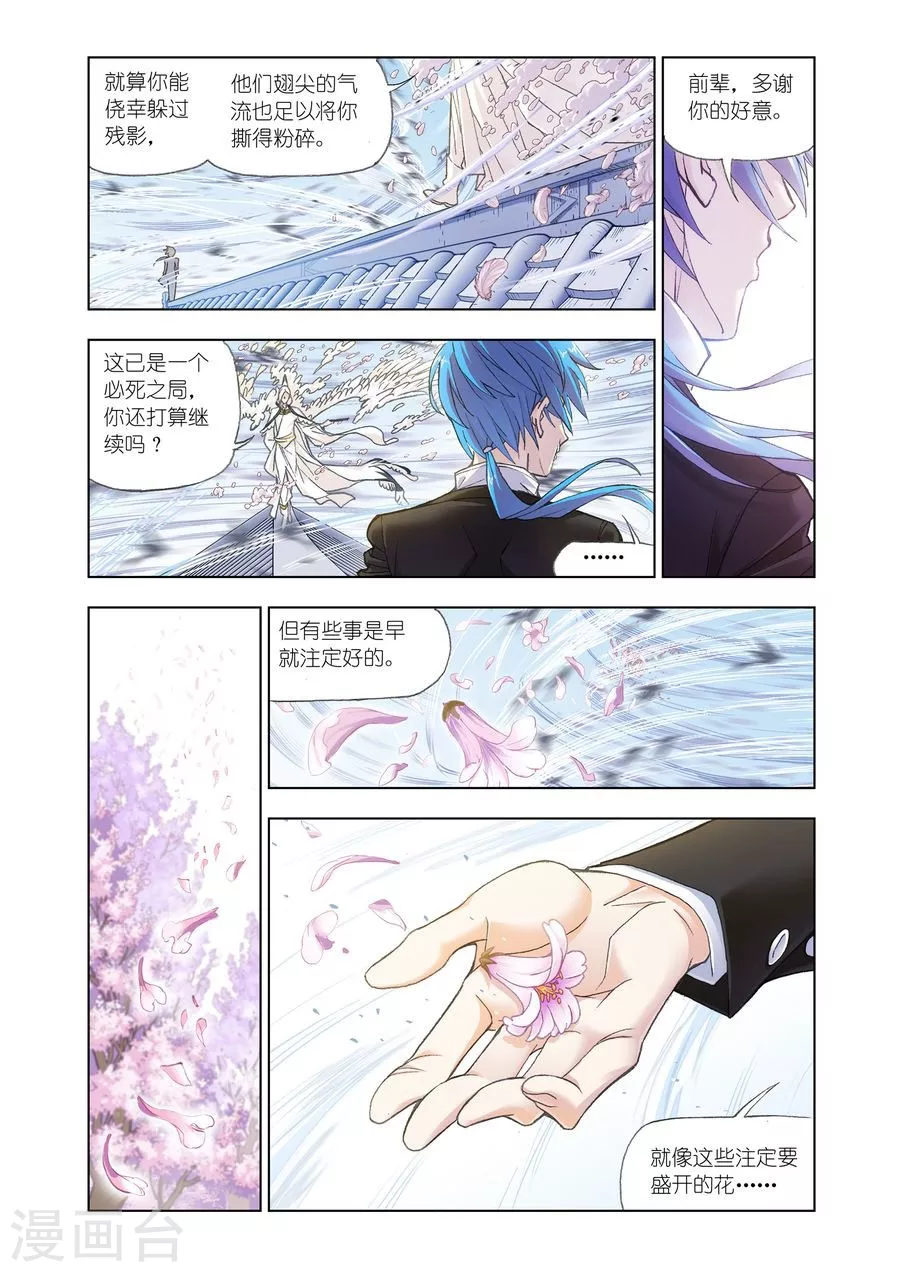 就算你能
侥幸躲过
残影，
他们翅尖的气
流也足以将你
撕得粉碎。
这已是一个
必死之局，
你还打算继
续吗？
……
前辈，多谢
你的好意。
但有些事是早
就注定好的。
就像这些注定要
盛开的花……
漫画台